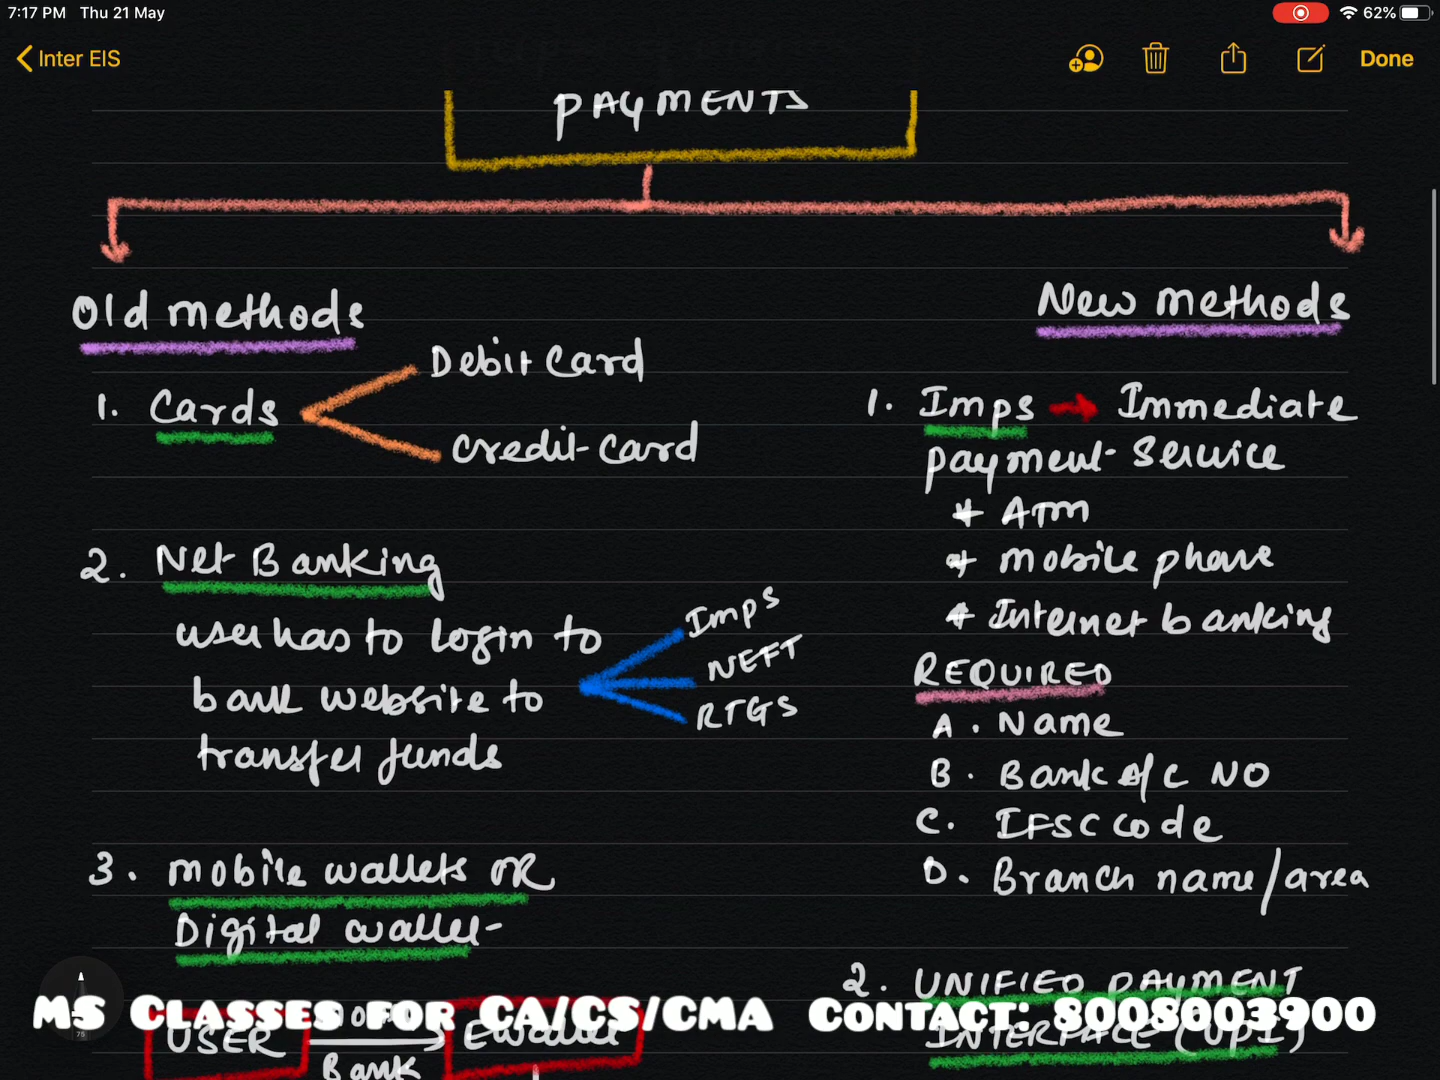 7:17 PM Thu 21 May
62%
Inter EIS
Done
PAYMENTS
Old methods
1. Cards
Debit Card
Credit Card
2. Net Banking
user has to login to
bank website to
transfer funds
Imps
NEFT
RTGS
3. mobile wallets OR
Digital wallet
USER
Bank
Ewallet
New methods
1. Imps → Immediate
payment Service
+ ATM
+ mobile phone
+ Internet banking
REQUIRED
A. Name
B. Bank A/c NO
C. IFSC code
D. Branch name/area
2. UNIFIED PAYMENT
INTERFACE (UPI)
MS Classes for CA/CS/CMA Contact: 8008003900